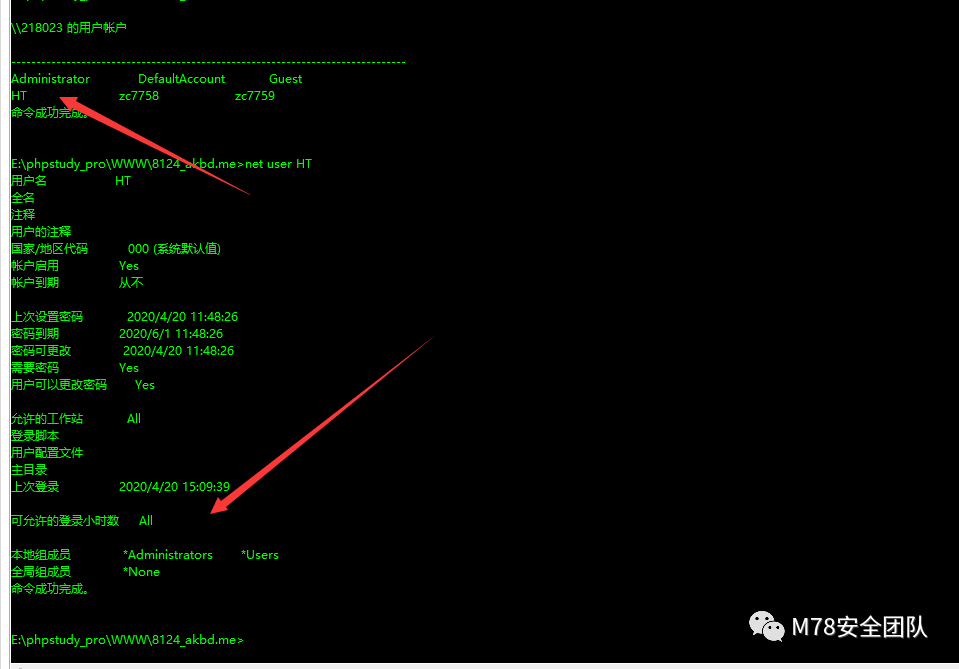 \\218023 的用户帐户
-------------------------------------------------------------------------------
Administrator DefaultAccount Guest
HT zc7758 zc7759
命令成功完成。
E:\phpstudy_pro\WWW\8124_akbd.me>net user HT
用户名 HT
全名
注释
用户的注释
国家/地区代码 000 (系统默认值)
帐户启用 Yes
帐户到期 从不
上次设置密码 2020/4/20 11:48:26
密码到期 2020/6/1 11:48:26
密码可更改 2020/4/20 11:48:26
需要密码 Yes
用户可以更改密码 Yes
允许的工作站 All
登录脚本
用户配置文件
主目录
上次登录 2020/4/20 15:09:39
可允许的登录小时数 All
本地组成员 *Administrators *Users
全局组成员 *None
命令成功完成。
E:\phpstudy_pro\WWW\8124_akbd.me>
M78安全团队